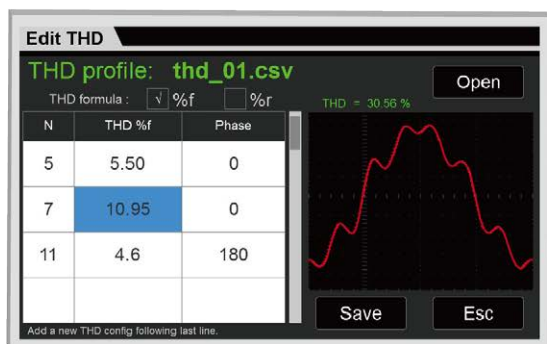 Edit THD
THD profile: thd_01.csv
Open
THD formula : √ %f %r
THD = 30.56 %
N THD %f Phase
5 5.50 0
7 10.95 0
11 4.6 180
Save
Esc
Add a new THD config following last line.